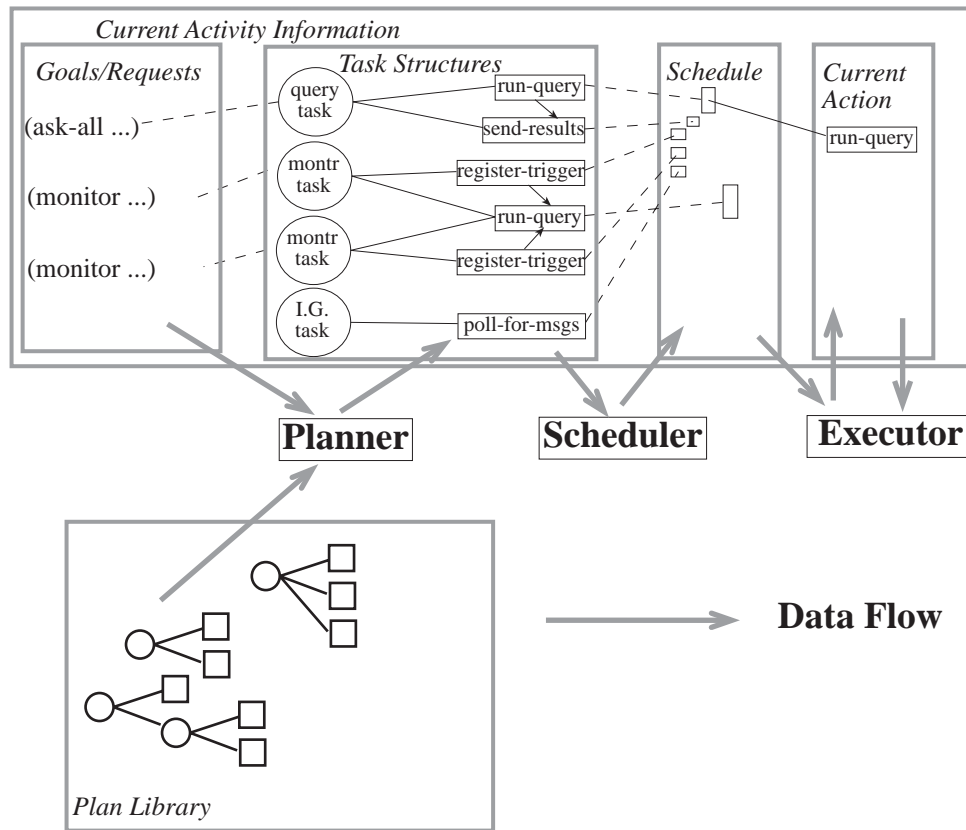 Current Activity Information
Goals/Requests
(ask-all ...)
(monitor ...)
(monitor ...)
Task Structures
query
task
montr
task
montr
task
I.G.
task
run-query
send-results
register-trigger
run-query
register-trigger
poll-for-msgs
Schedule
Current
Action
run-query
Planner
Scheduler
Executor
Data Flow
Plan Library